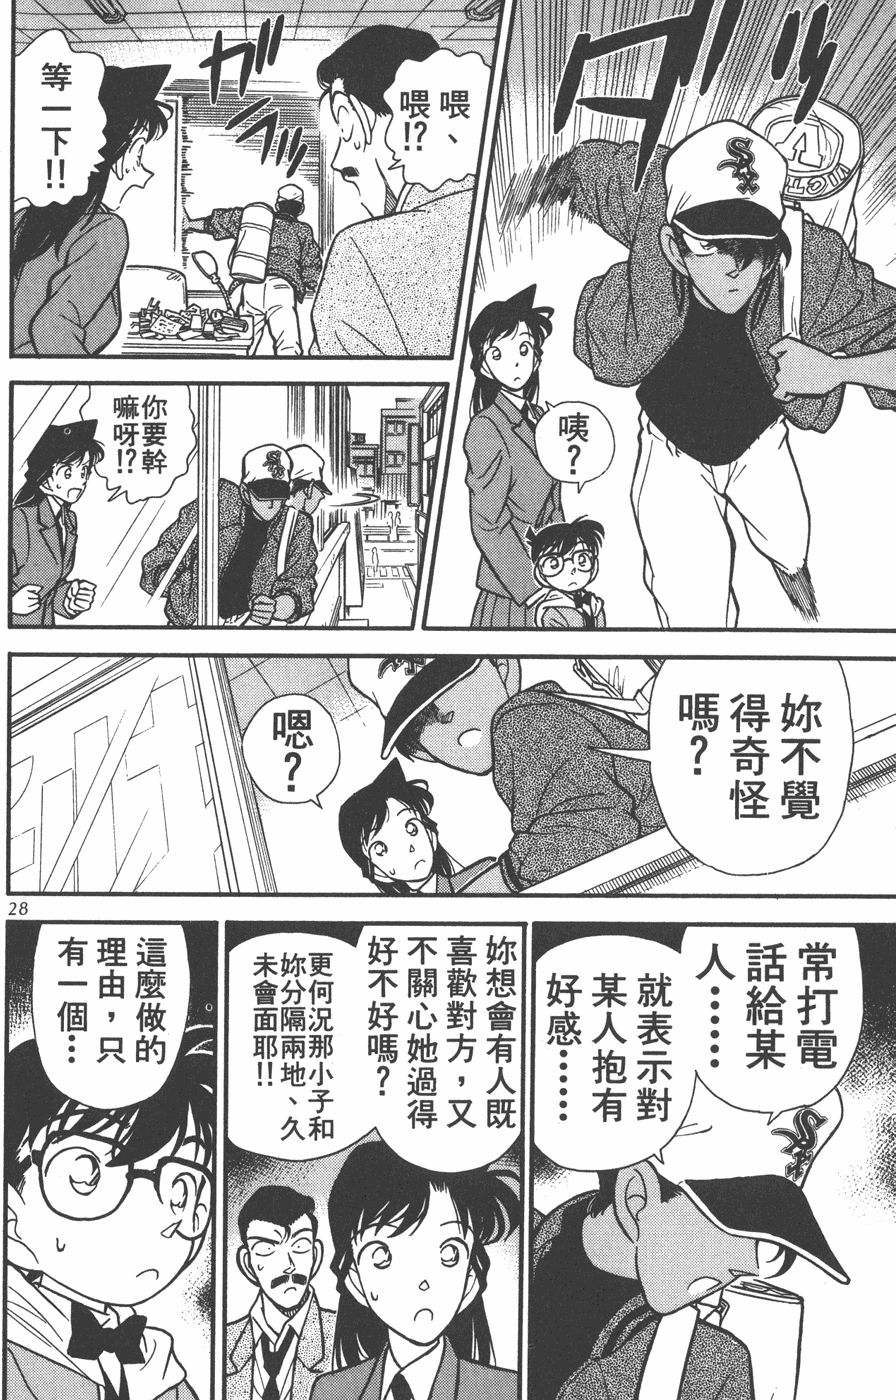 咦？
喂、
喂!?
等一下!!
你要幹
嘛呀!?
妳不覺
得奇怪
嗎？
嗯？
常打電
話給某
人……
就表示對
某人抱有
好感……
妳想會有人既
喜歡對方，又
不關心她過得
好不好嗎？
更何況那小子和
妳分隔兩地、久
未會面耶!!
這麼做的
理由，只
有一個…
28